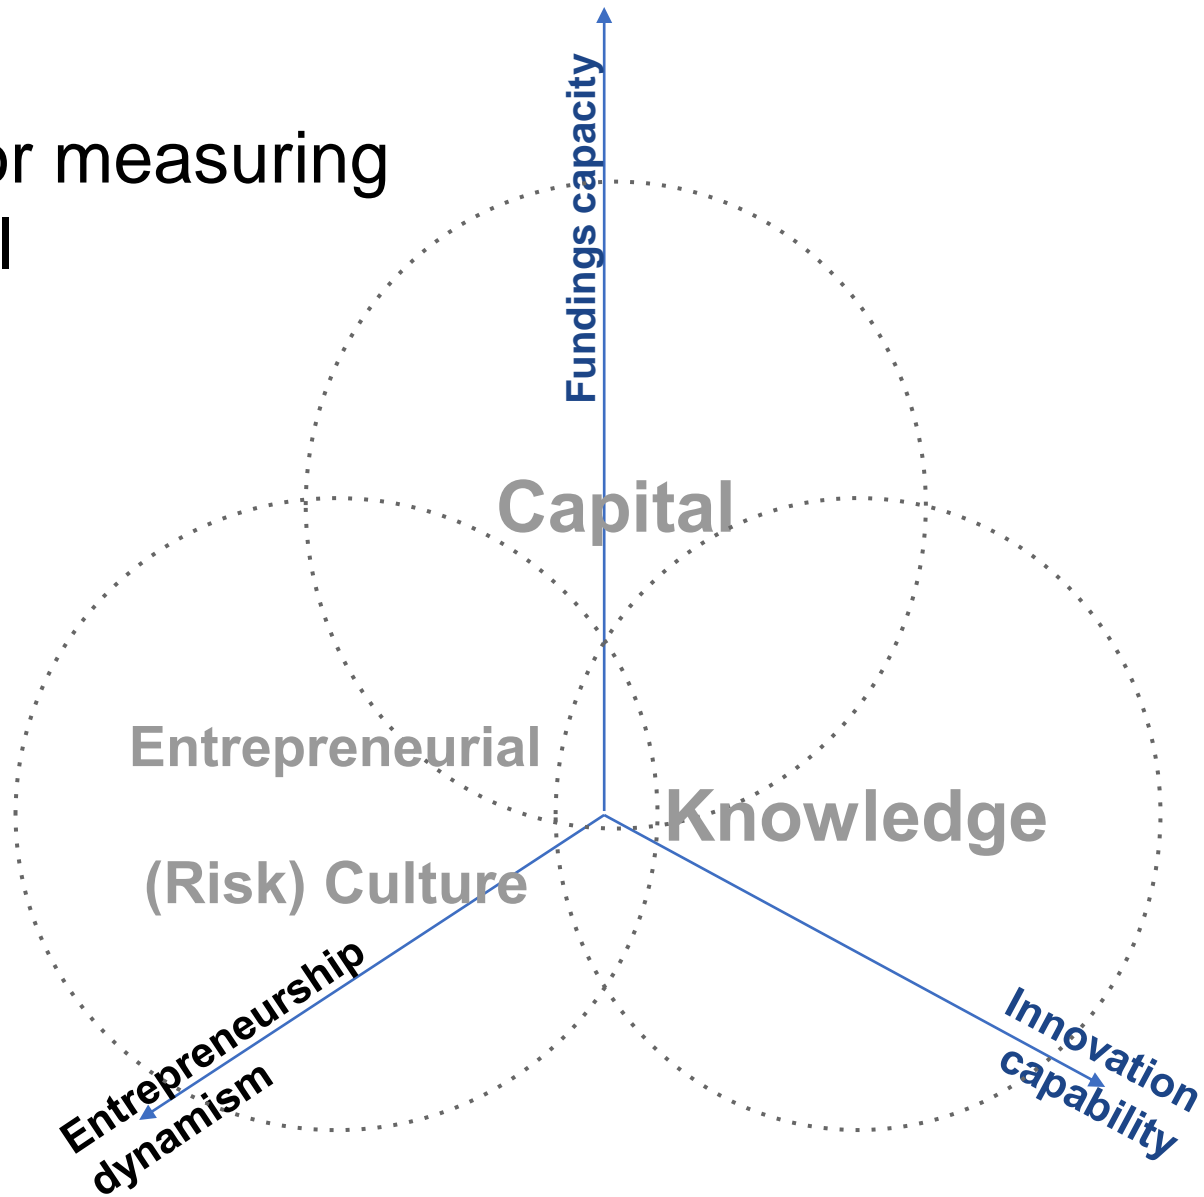 or measuring
l
Fundings capacity
Capital
Entrepreneurial
(Risk) Culture
Knowledge
Entrepreneurship
dynamism
Innovation
capability